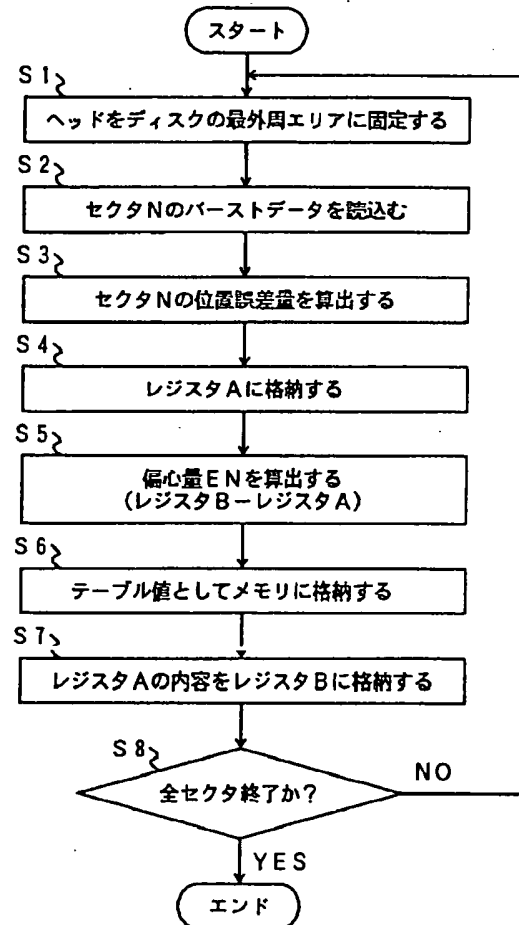 スタート
S1
ヘッドをディスクの最外周エリアに固定する
S2
セクタNのバーストデータを読込む
S3
セクタNの位置誤差量を算出する
S4
レジスタAに格納する
S5
偏心量ENを算出する
(レジスタB－レジスタA)
S6
テーブル値としてメモリに格納する
S7
レジスタAの内容をレジスタBに格納する
S8
全セクタ終了か?
NO
YES
エンド